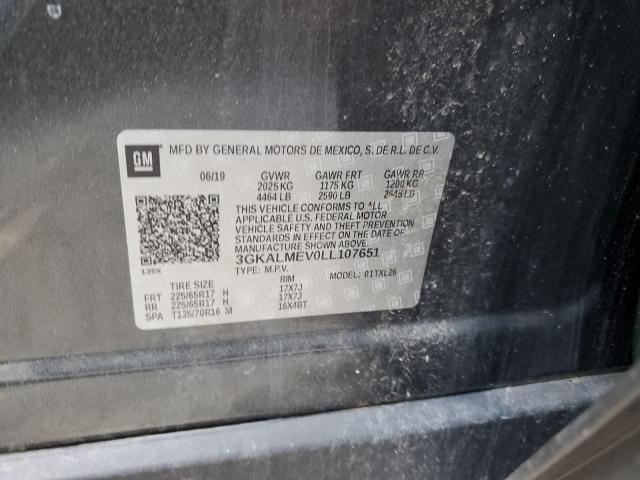 GM MFD BY GENERAL MOTORS DE MEXICO, S. DE R.L. DE C.V.
06/19 GVWR GAWR FRT GAWR RR
2025 KG 1175 KG 1200 KG
4464 LB 2590 LB 2645 LB
THIS VEHICLE CONFORMS TO ALL
APPLICABLE U.S. FEDERAL MOTOR
VEHICLE SAFETY AND THEFT PREVENTION
STANDARDS IN EFFECT ON THE DATE OF
MANUFACTURE SHOWN ABOVE.
3GKALMEV0LL107651
TYPE: M.P.V. MODEL: 01TXL26
TIRE SIZE RIM
FRT 225/65R17 H 17X7J
RR 225/65R17 H 17X7J
SPA T135/70R16 M 16X4BT